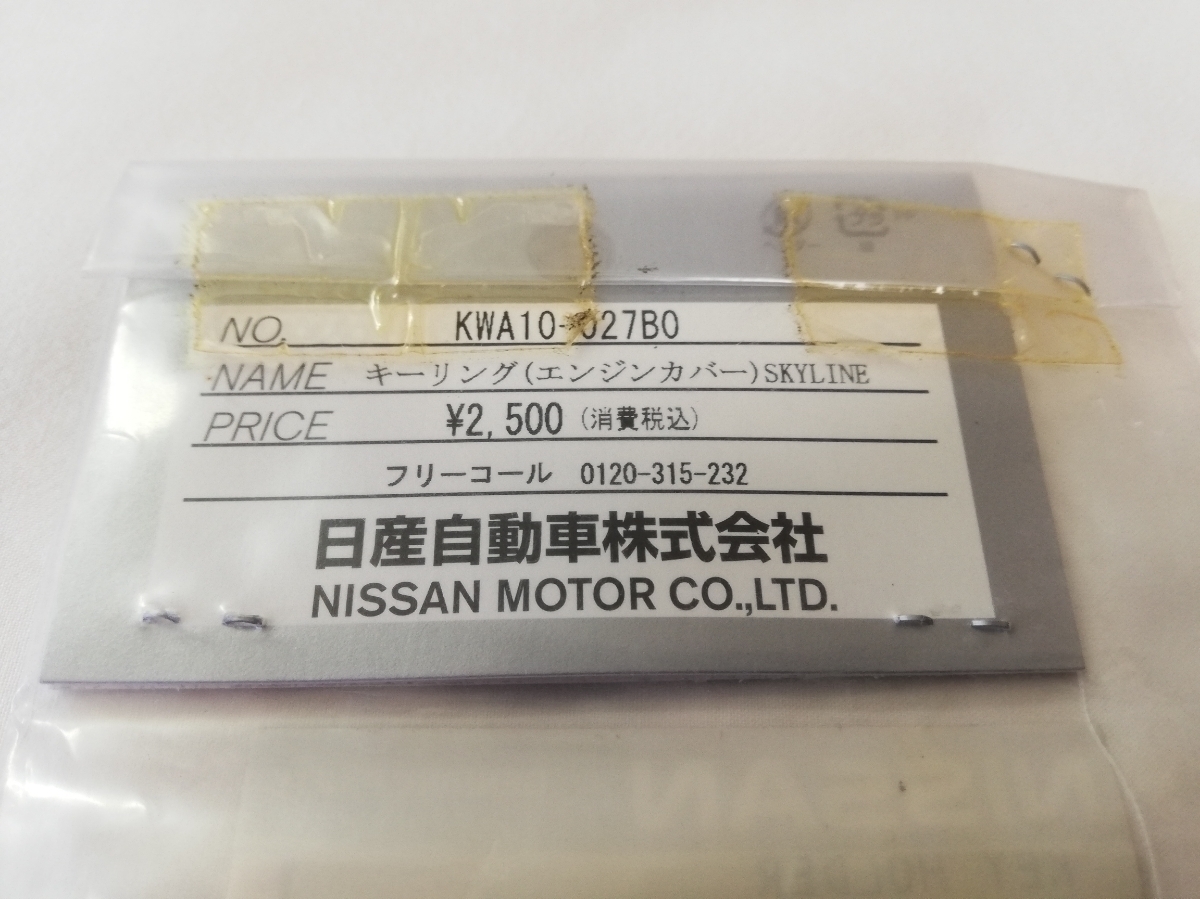 NO. KWA10-027B0
NAME キーリング(エンジンカバー)SKYLINE
PRICE ¥2,500 (消費税込)
フリーコール 0120-315-232
日産自動車株式会社
NISSAN MOTOR CO.,LTD.